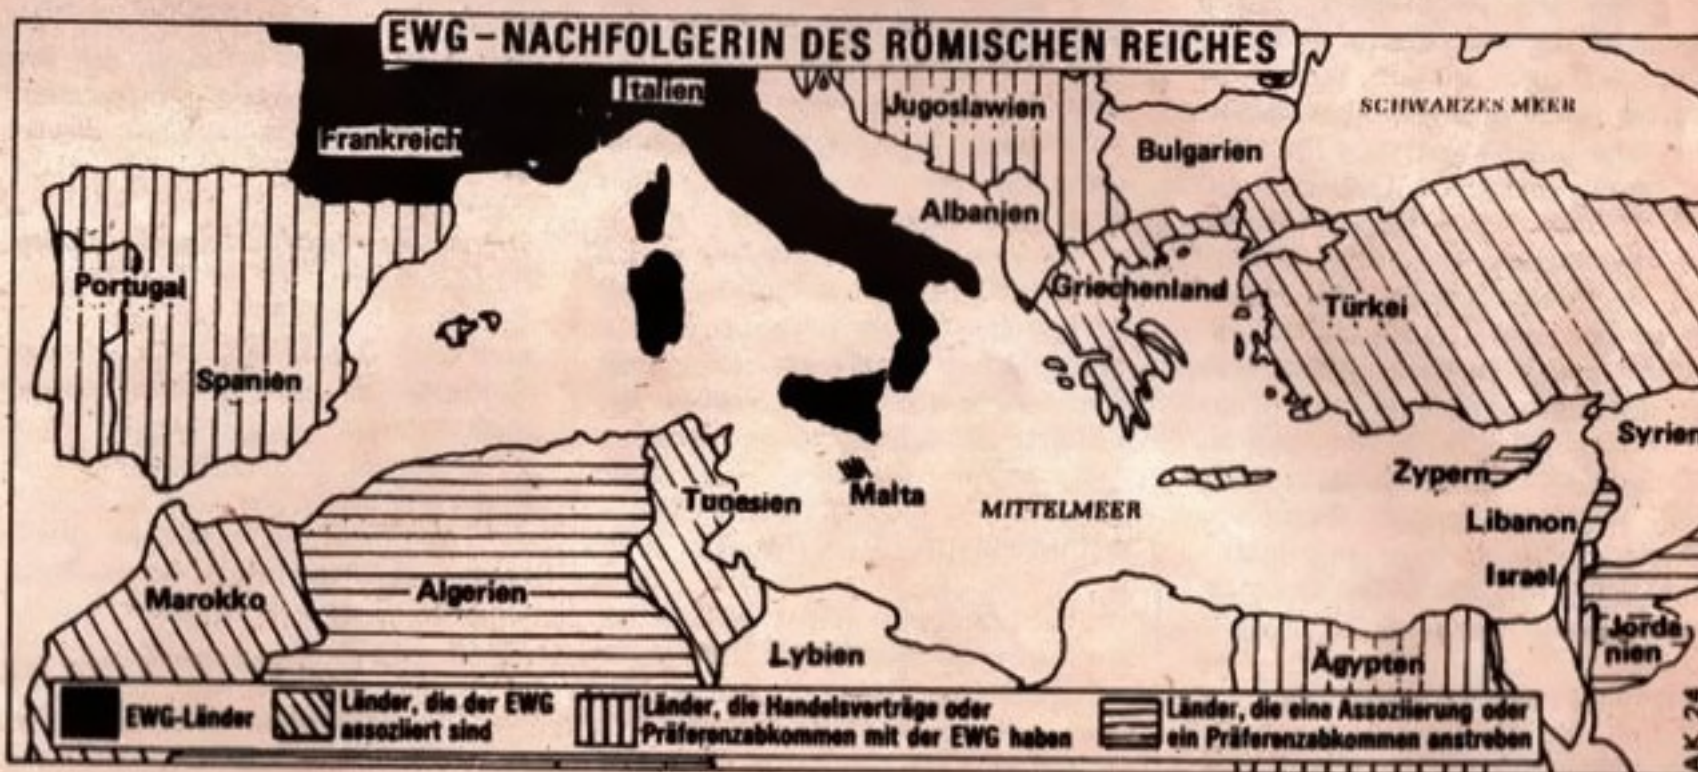 EWG-NACHFOLGERIN DES RÖMISCHEN REICHES
Italien
Jugoslawien
SCHWARZES MEER
Frankreich
Bulgarien
Albanien
Portugal
Griechenland
Türkei
Spanien
Syrien
Zypern
Tunesien
Malta
MITTELMEER
Libanon
Israel
Marokko
Algerien
Lybien
Ägypten
Jorda
nien
EWG-Länder
Länder, die der EWG
assoziiert sind
Länder, die Handelsverträge oder
Präferenzabkommen mit der EWG haben
Länder, die eine Assoziierung oder
ein Präferenzabkommen anstreben